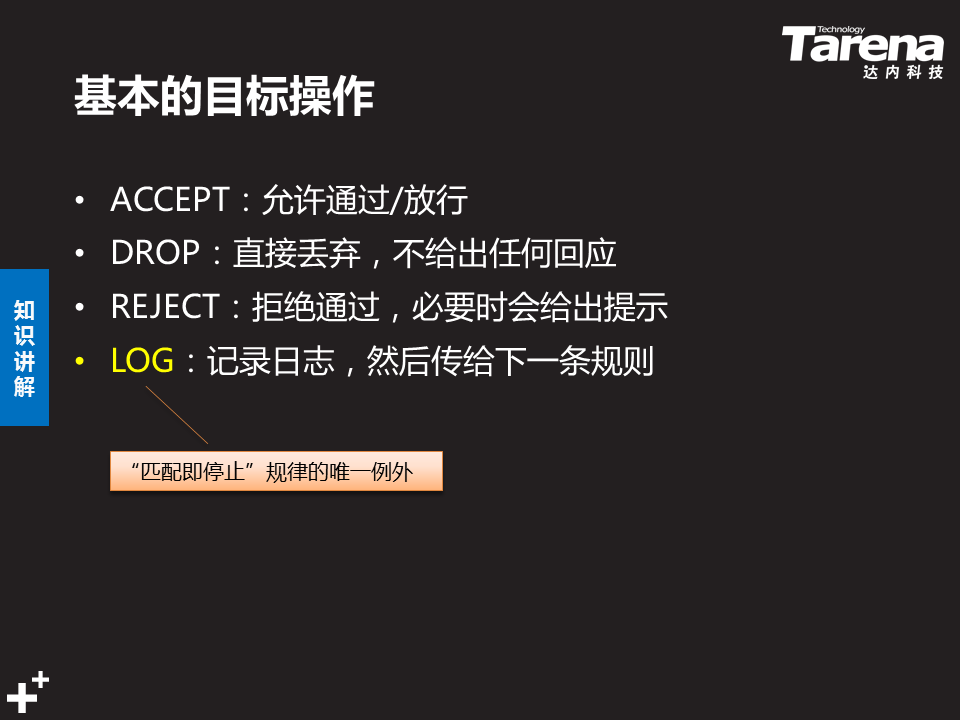 Technology
Tarena
达内科技
基本的目标操作
• ACCEPT：允许通过/放行
• DROP：直接丢弃，不给出任何回应
• REJECT：拒绝通过，必要时会给出提示
• LOG：记录日志，然后传给下一条规则
知
识
讲
解
“匹配即停止”规律的唯一例外